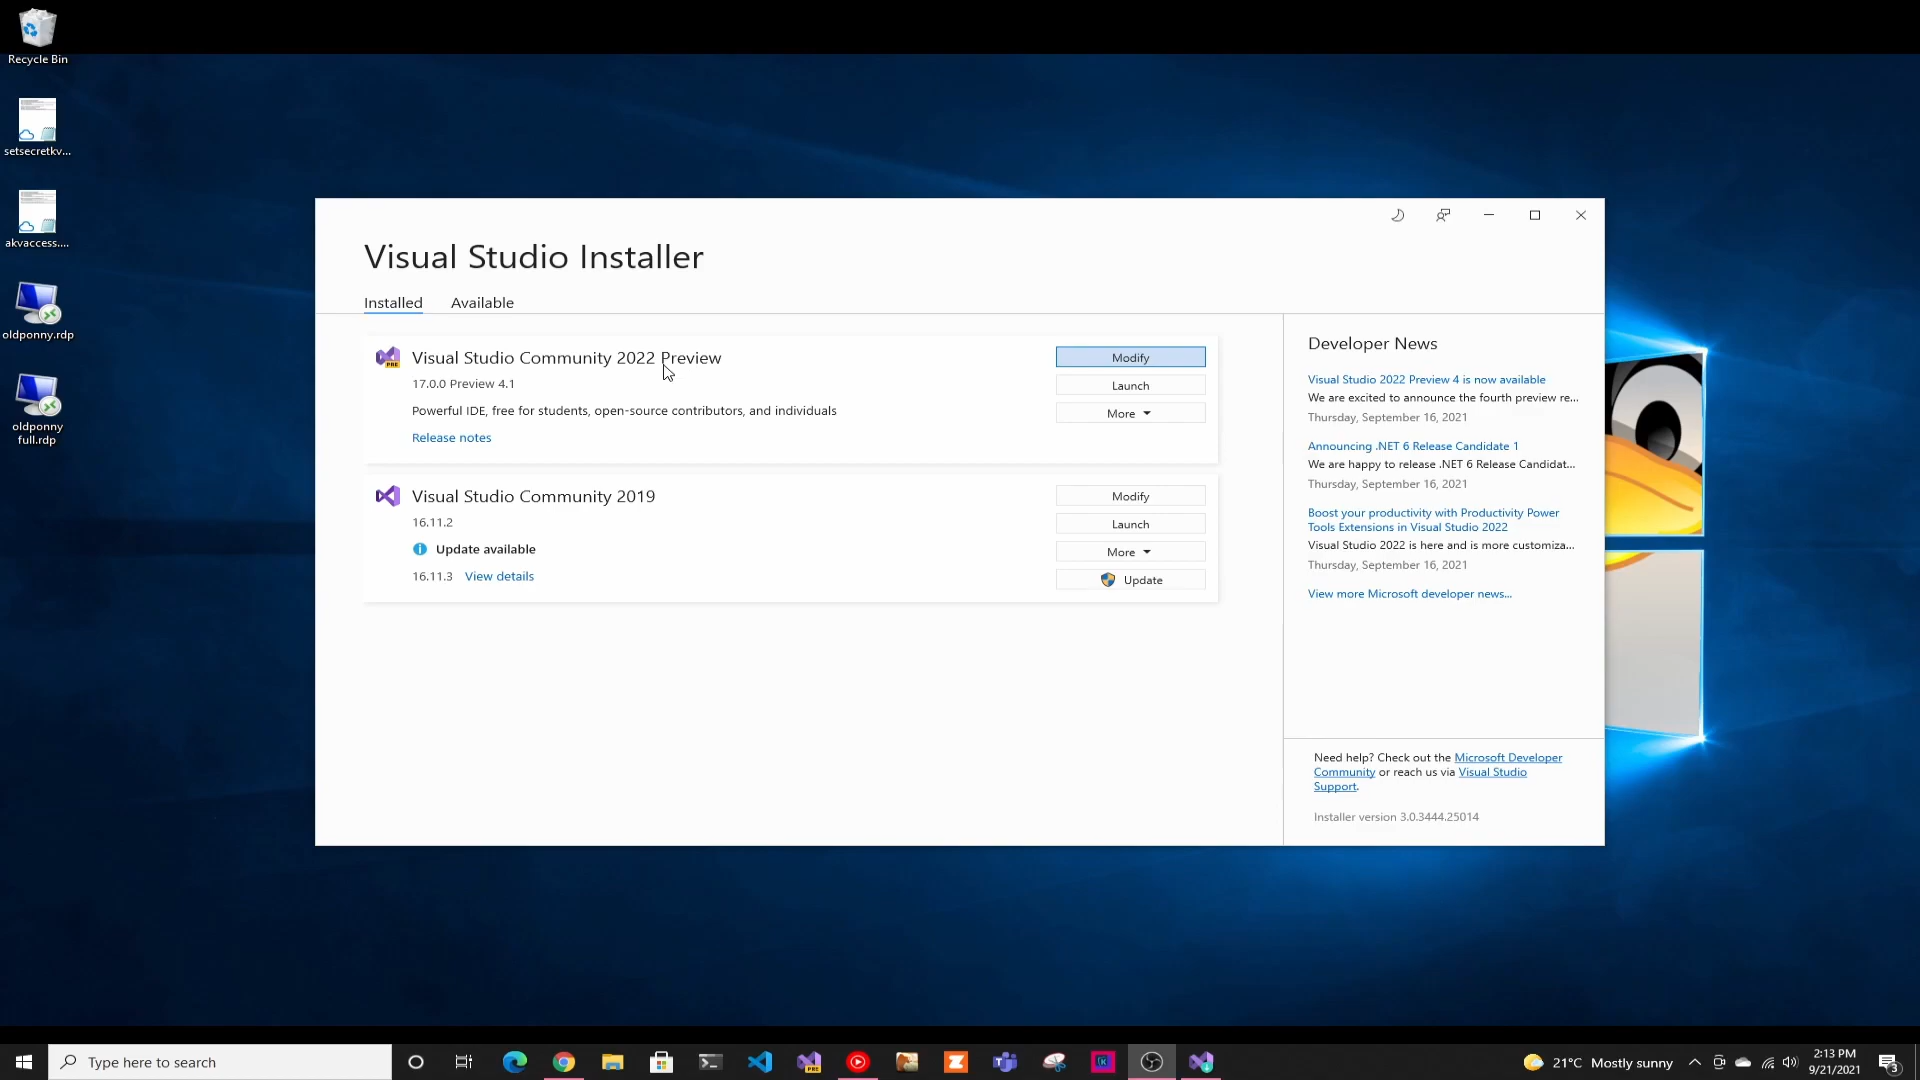 Recycle Bin
setsecretkv...
akvaccess....
oldponny.rdp
oldponny
full.rdp
Visual Studio Installer
Installed
Available
Visual Studio Community 2022 Preview
17.0.0 Preview 4.1
Powerful IDE, free for students, open-source contributors, and individuals
Release notes
Modify
Launch
More
Visual Studio Community 2019
16.11.2
Update available
16.11.3 View details
Modify
Launch
More
Update
Developer News
Visual Studio 2022 Preview 4 is now available
We are excited to announce the fourth preview re...
Thursday, September 16, 2021
Announcing .NET 6 Release Candidate 1
We are happy to release .NET 6 Release Candidat...
Thursday, September 16, 2021
Boost your productivity with Productivity Power
Tools Extensions in Visual Studio 2022
Visual Studio 2022 is here and is more customiza...
Thursday, September 16, 2021
View more Microsoft developer news...
Need help? Check out the Microsoft Developer
Community or reach us via Visual Studio
Support.
Installer version 3.0.3444.25014
Type here to search
PRE
21°C Mostly sunny
2:13 PM
9/21/2021
3